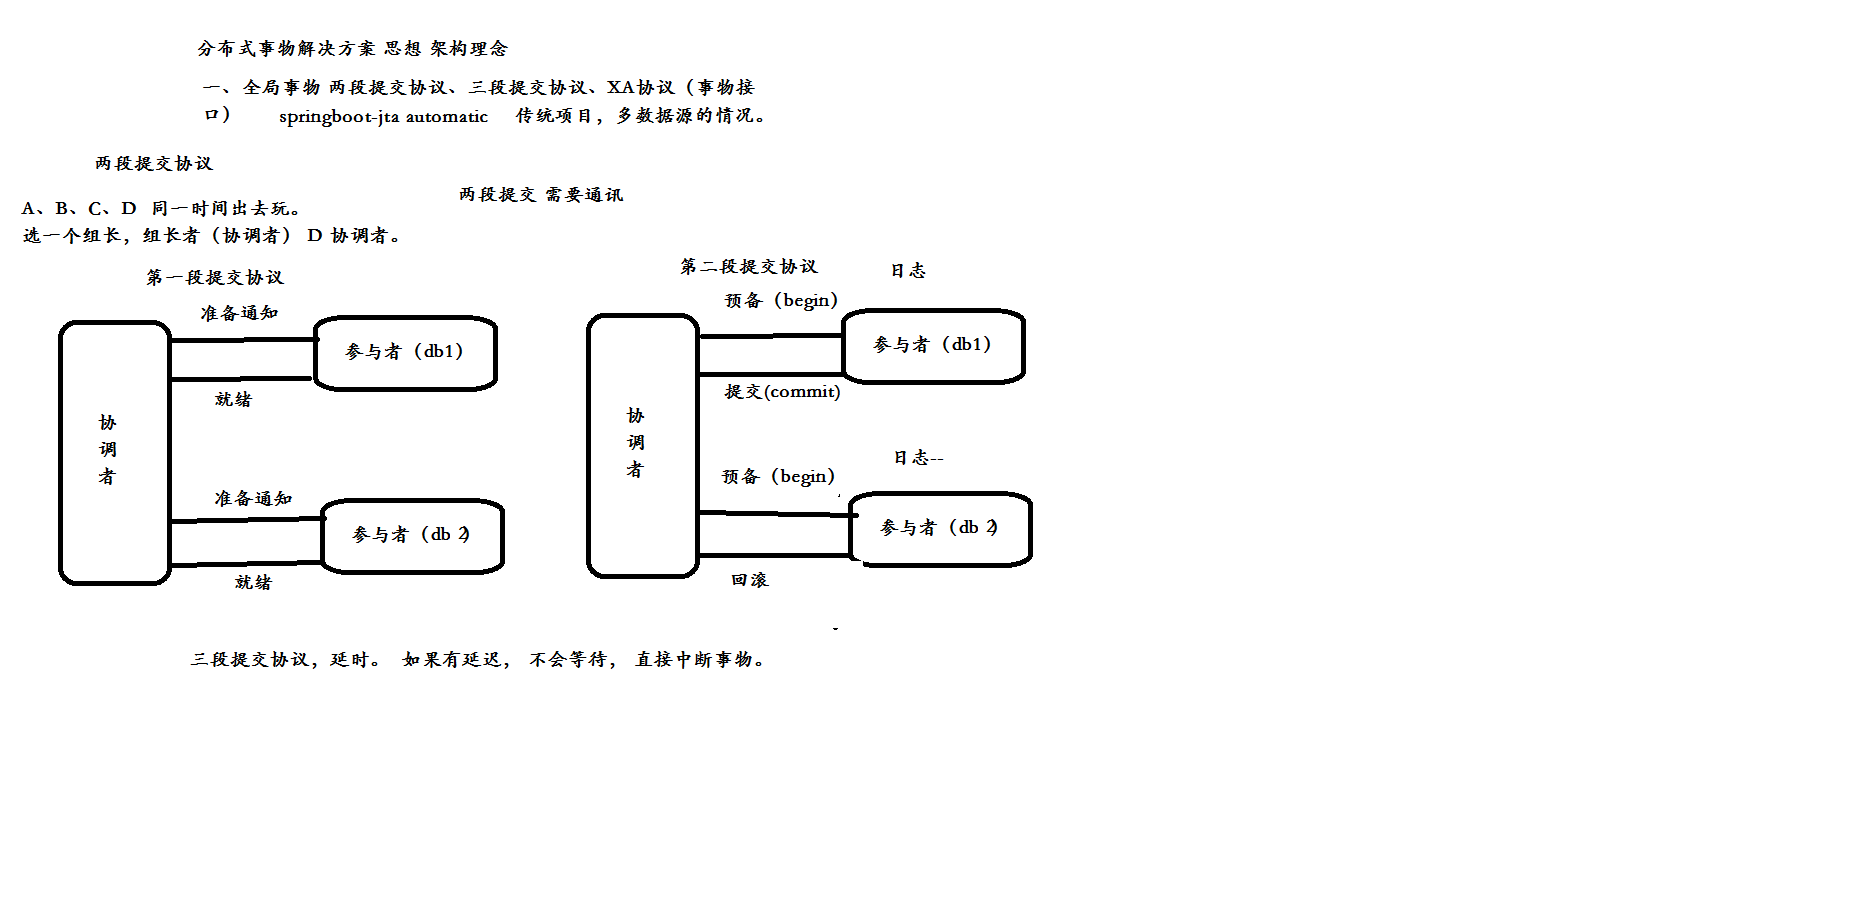 分布式事物解决方案 思想 架构理念
一、全局事物 两段提交协议、三段提交协议、XA协议（事物接
口） springboot-jta automatic 传统项目，多数据源的情况。
两段提交协议
两段提交 需要通讯
A、B、C、D 同一时间出去玩。
选一个组长，组长者（协调者） D 协调者。
第一段提交协议
准备通知
参与者（db1）
就绪
协
调
者
准备通知
参与者（db 2）
就绪
第二段提交协议
日志
预备（begin）
参与者（db1）
提交(commit)
协
调
者
日志--
预备（begin）
参与者（db 2）
回滚
三段提交协议，延时。 如果有延迟， 不会等待， 直接中断事物。